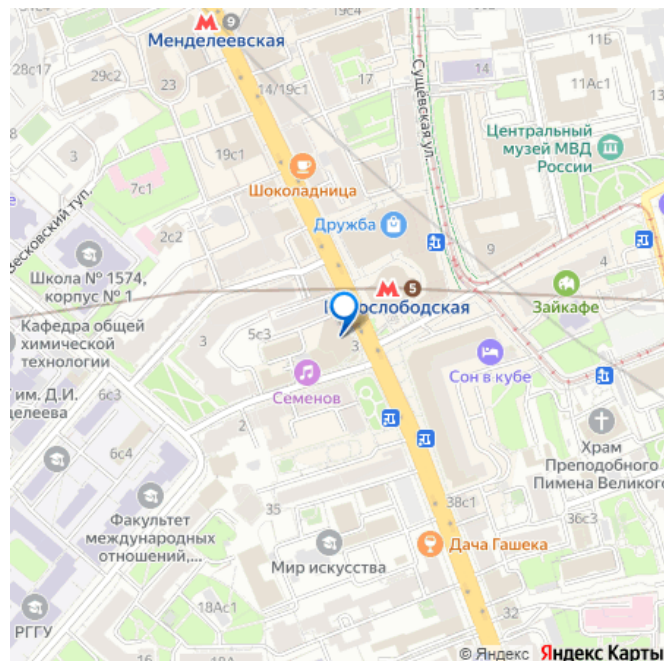 19с4
9
Менделеевская
11Б
28с17
29с2
23
17
14
14/19с1
11Ас1
Сущёвская ул.
Центральный
музей МВД
России
3
19с1
Шоколадница
7с1
Весковский туп.
Дружба
2с2
9
4
Школа № 1574,
корпус № 1
5
Зайкафе
Кафедра общей
химической
технологии
3
5с3
3
Сон в кубе
Семенов
им. Д.И.
6с3
2
6с4
Храм
Преподобного
Пимена Великого
Факультет
международных
отношений,...
35
38с1
36с3
Дача Гашека
Мир искусства
18Ас1
РГГУ
32
© Яндекс Яндекс Карты